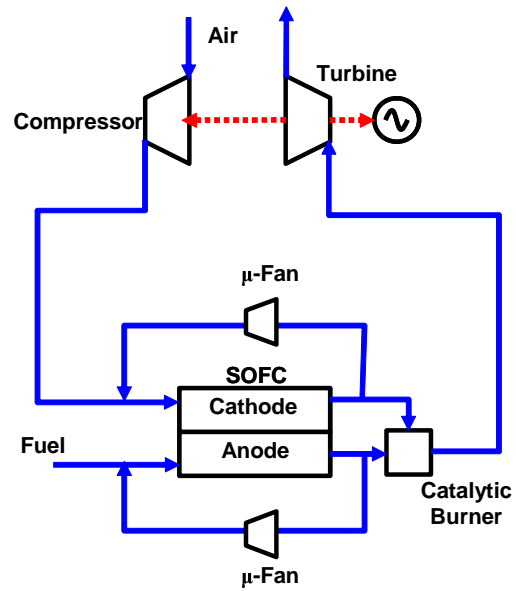 Air
Turbine
Compressor
μ-Fan
SOFC
Cathode
Fuel
Anode
Catalytic
Burner
μ-Fan